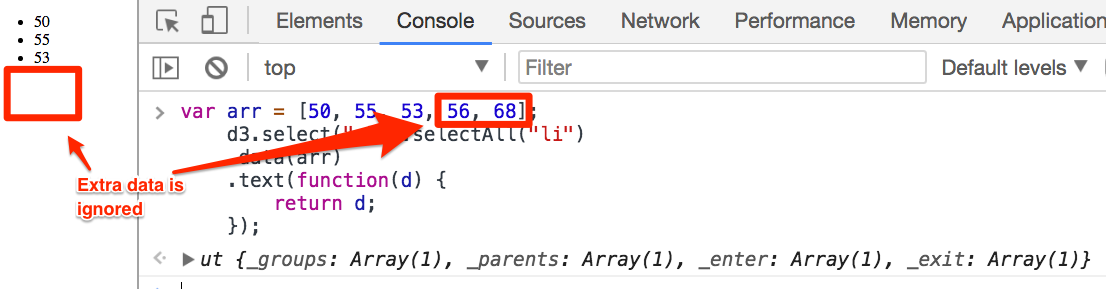 50
55
53
Extra data is
ignored
Elements Console Sources Network Performance Memory Application
top Filter Default levels
var arr = [50, 55, 53, 56, 68];
d3.select(" selectAll("li")
data(arr)
.text(function(d) {
return d;
});
ut {_groups: Array(1), _parents: Array(1), _enter: Array(1), _exit: Array(1)}